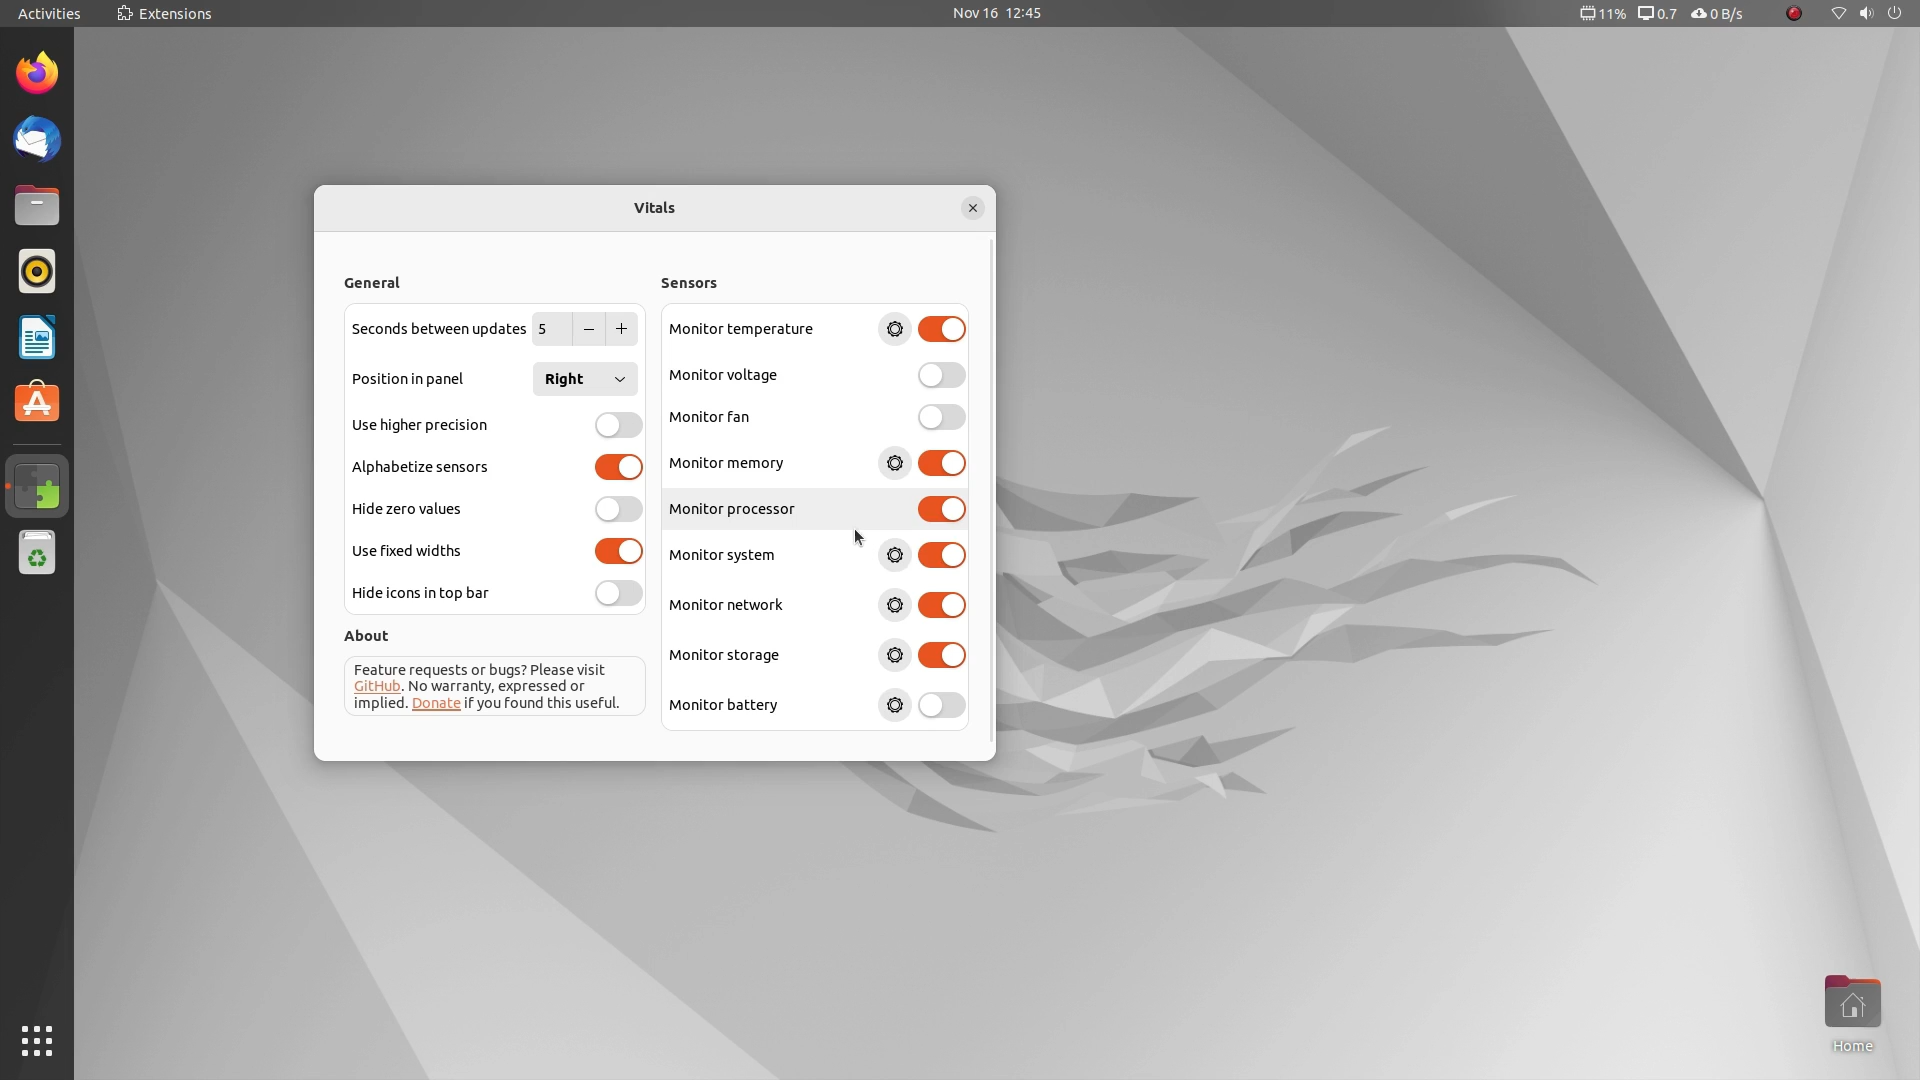 Activities
Extensions
Nov 16 12:45
11%
0.7
0 B/s
Vitals
General
Seconds between updates 5
Position in panel Right
Use higher precision
Alphabetize sensors
Hide zero values
Use fixed widths
Hide icons in top bar
About
Feature requests or bugs? Please visit
GitHub. No warranty, expressed or
implied. Donate if you found this useful.
Sensors
Monitor temperature
Monitor voltage
Monitor fan
Monitor memory
Monitor processor
Monitor system
Monitor network
Monitor storage
Monitor battery
Home